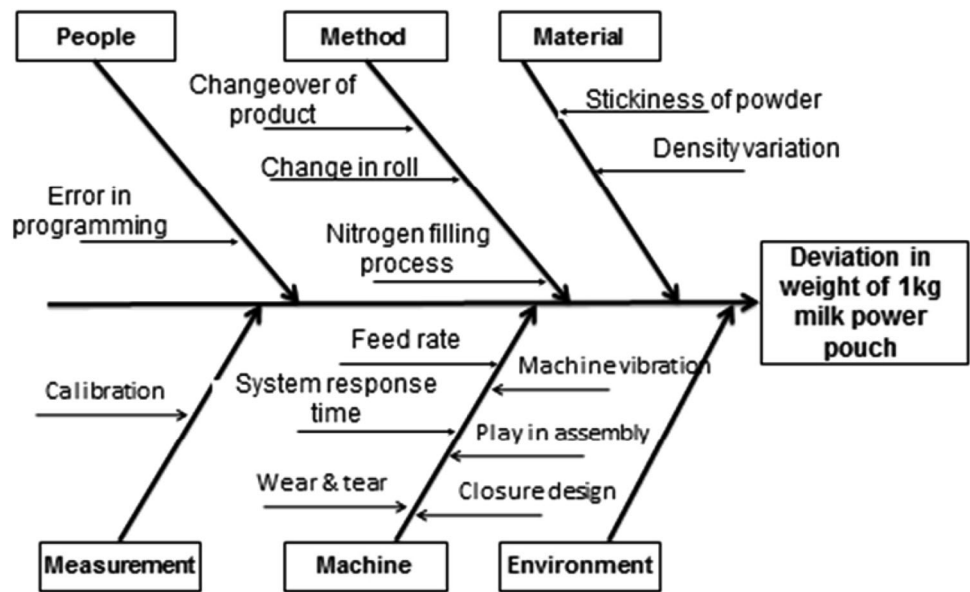 People
Method
Material
Changeover of
product
Stickiness of powder
Change in roll
Density variation
Error in
programming
Nitrogen filling
process
Deviation in
weight of 1kg
milk power
pouch
Feed rate
Machine vibration
Calibration
System response
time
Play in assembly
Wear & tear
Closure design
Measurement
Machine
Environment